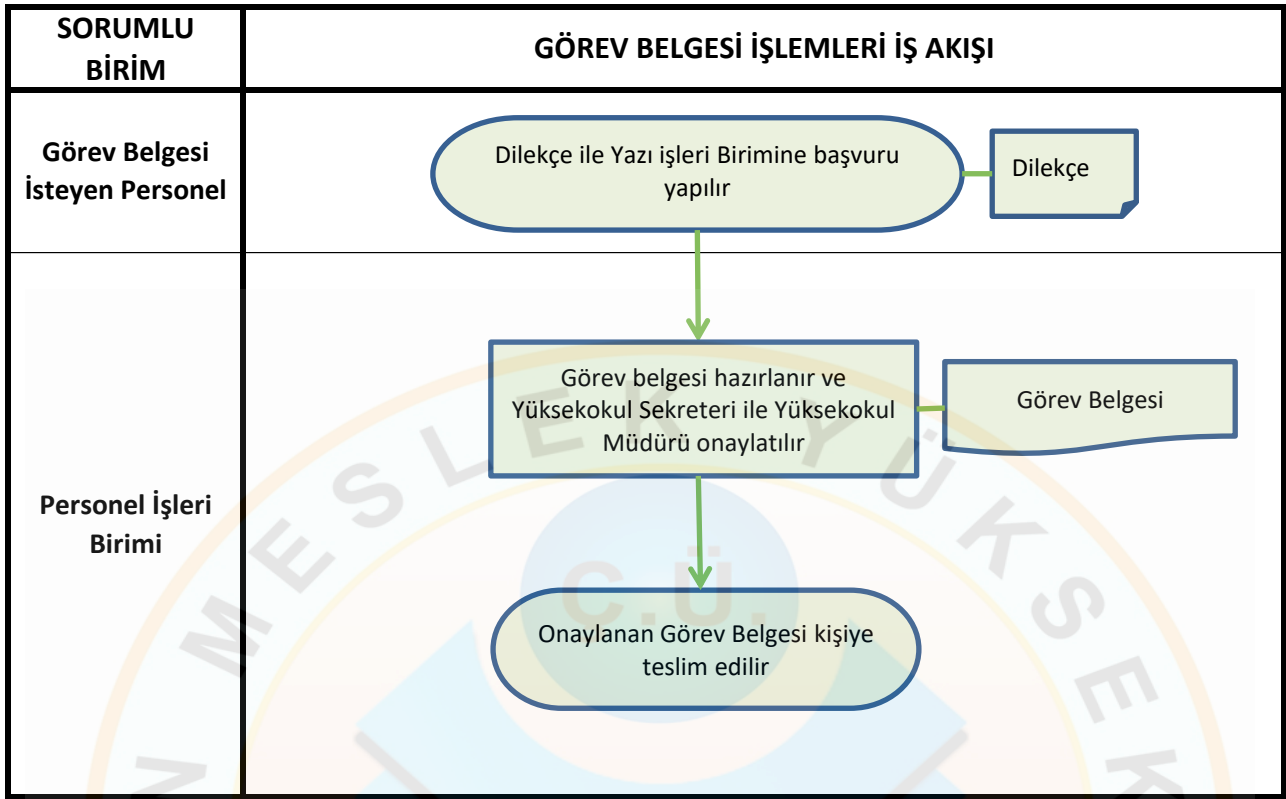 SORUMLU
BİRİM
GÖREV BELGESİ İŞLEMLERİ İŞ AKIŞI
Görev Belgesi
İsteyen Personel
Dilekçe ile Yazı işleri Birimine başvuru
yapılır
Dilekçe
Personel İşleri
Birimi
Görev belgesi hazırlanır ve
Yüksekokul Sekreteri ile Yüksekokul
Müdürü onaylatılır
Görev Belgesi
Onaylanan Görev Belgesi kişiye
teslim edilir
N MESLEK YÜKSEK
C.Ü.